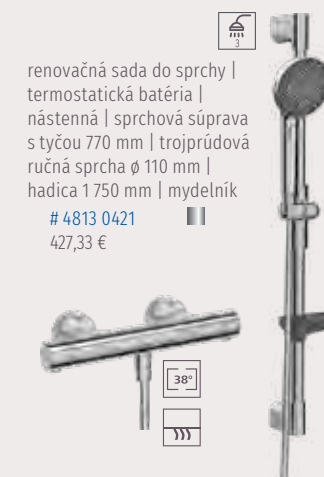 3
renovačná sada do sprchy |
termostatická batéria |
nástenná | sprchová súprava
s tyčou 770 mm | trojprúdová
ručná sprcha ø 110 mm |
hadica 1 750 mm | mydelník
# 4813 0421
427,33 €
38°